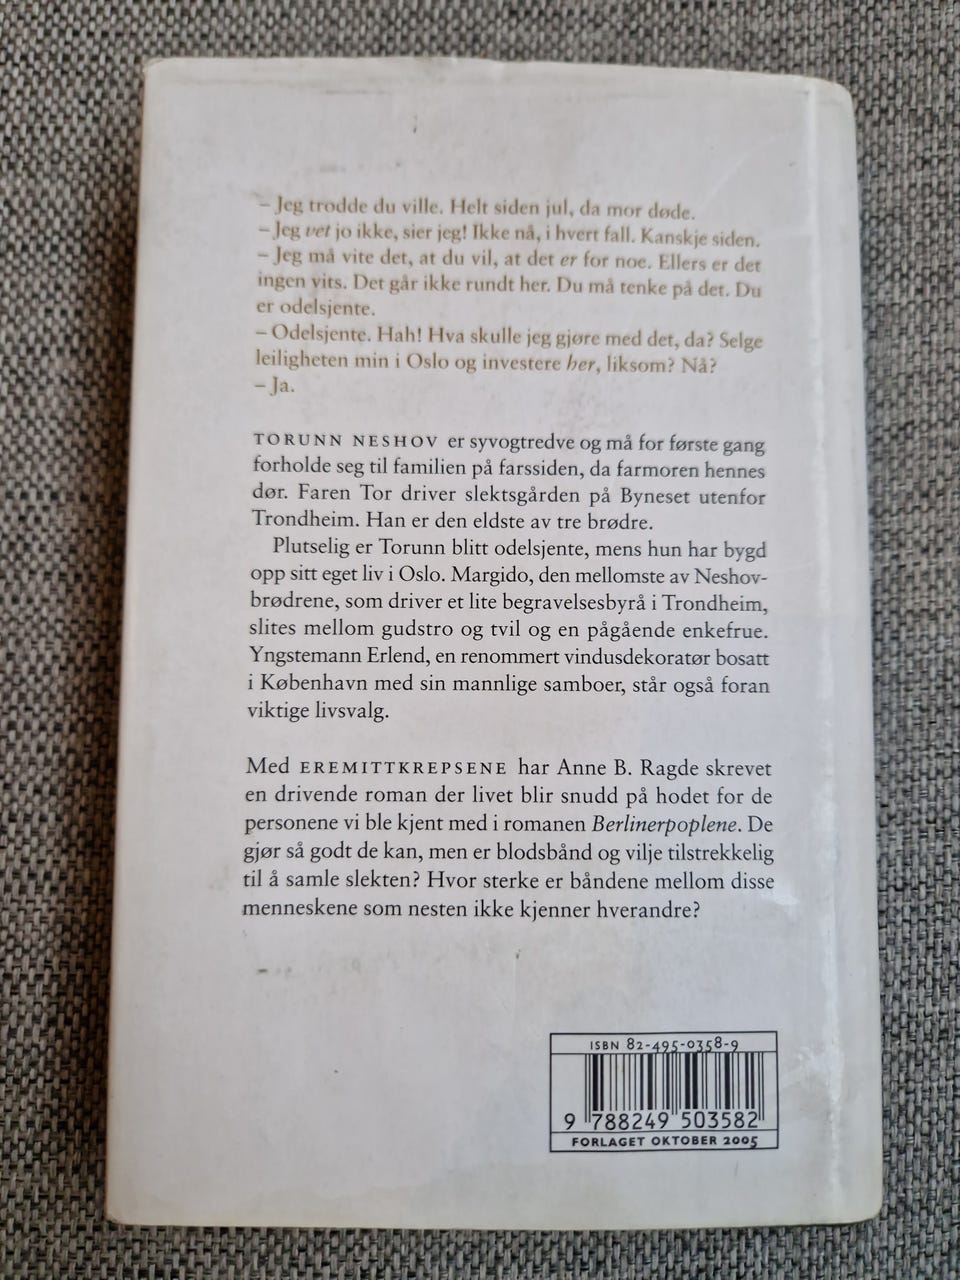 – Jeg trodde du ville. Helt siden jul, da mor døde.
– Jeg vet jo ikke, sier jeg! Ikke nå, i hvert fall. Kanskje siden.
– Jeg må vite det, at du vil, at det er for noe. Ellers er det
ingen vits. Det går ikke rundt her. Du må tenke på det. Du
er odelsjente.
– Odelsjente. Hah! Hva skulle jeg gjøre med det, da? Selge
leiligheten min i Oslo og investere her, liksom? Nå?
– Ja.
TORUNN NESHOV er syvogtredve og må for første gang
forholde seg til familien på farssiden, da farmoren hennes
dør. Faren Tor driver slektsgården på Byneset utenfor
Trondheim. Han er den eldste av tre brødre.
Plutselig er Torunn blitt odelsjente, mens hun har bygd
opp sitt eget liv i Oslo. Margido, den mellomste av Neshov-
brødrene, som driver et lite begravelsesbyrå i Trondheim,
slites mellom gudstro og tvil og en pågående enkefrue.
Yngstemann Erlend, en renommert vindusdekoratør bosatt
i København med sin mannlige samboer, står også foran
viktige livsvalg.
Med EREMITTKREPSENE har Anne B. Ragde skrevet
en drivende roman der livet blir snudd på hodet for de
personene vi ble kjent med i romanen Berlinerpoplene. De
gjør så godt de kan, men er blodsbånd og vilje tilstrekkelig
til å samle slekten? Hvor sterke er båndene mellom disse
menneskene som nesten ikke kjenner hverandre?
ISBN 82-495-0358-9
9 788249 503582
FORLAGET OKTOBER 2005